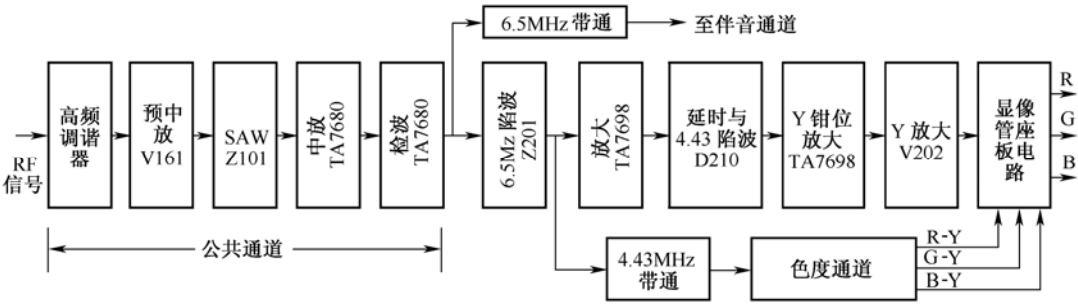 6.5MHz 带通
至伴音通道
RF
信号
高频
调谐
器
预中
放
V161
SAW
Z101
中放
TA7680
检波
TA7680
6.5Mz 陷波
Z201
放大
TA7698
延时与
4.43 陷波
D210
Y 钳位
放大
TA7698
Y 放大
V202
显像
管座
板电
路
R
G
B
公共通道
4.43MHz
带通
色度通道
R-Y
G-Y
B-Y